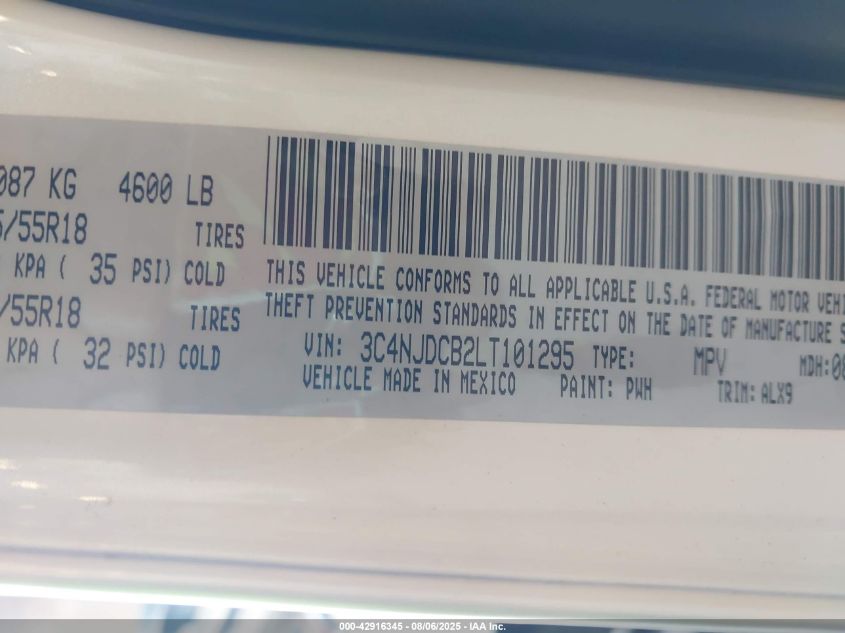 087 KG 4600 LB
/55R18 TIRES
KPA ( 35 PSI) COLD
/55R18 TIRES
KPA ( 32 PSI) COLD
THIS VEHICLE CONFORMS TO ALL APPLICABLE U.S.A. FEDERAL MOTOR VEHI
THEFT PREVENTION STANDARDS IN EFFECT ON THE DATE OF MANUFACTURE S
VIN: 3C4NJDCB2LT101295 TYPE: MPV MDH:08
VEHICLE MADE IN MEXICO PAINT: PWH TRIM: ALX9
000-42916345 - 08/06/2025 - IAA Inc.